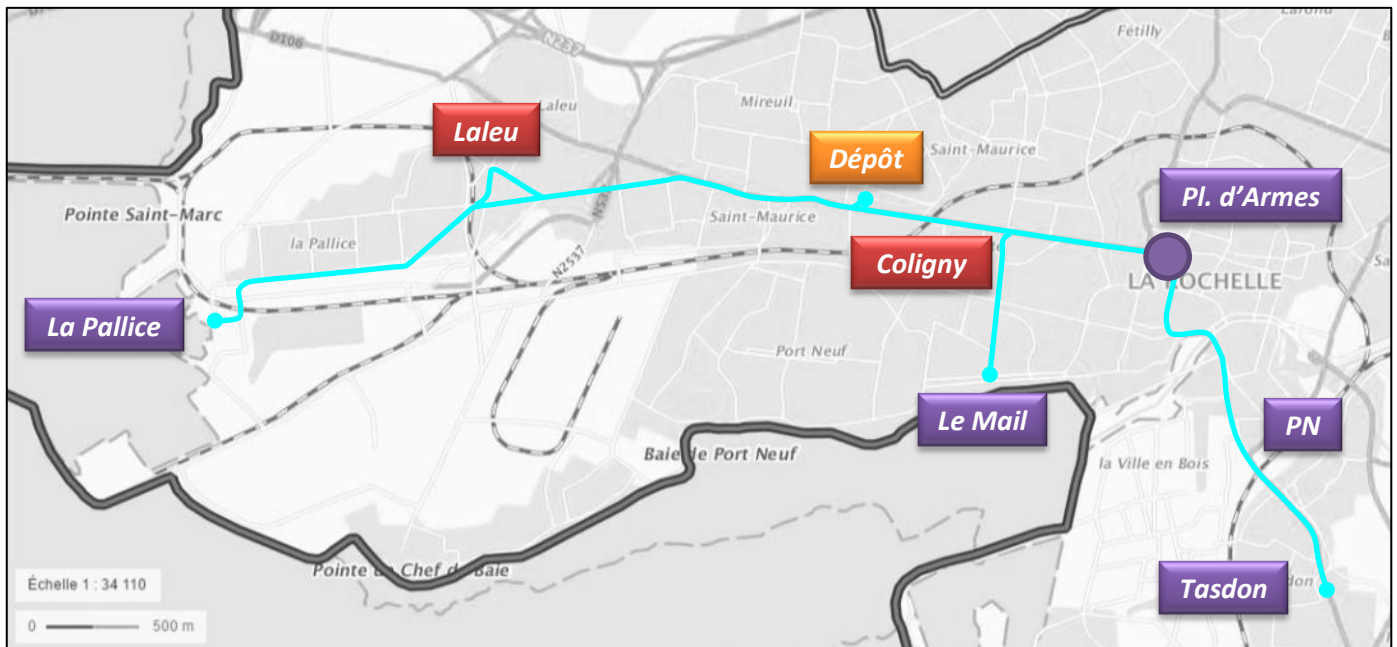 Fétilly
D106
N237
Laleu
Mireuil
Laleu
Dépôt
Saint-Maurice
Pl. d'Armes
Pointe Saint-Marc
la Pallice
Saint-Maurice
Coligny
N2537
LA ROCHELLE
La Pallice
Port Neuf
Le Mail
PN
Baie de Port Neuf
la Ville en Bois
Pointe du Chef de Baie
Échelle 1 : 34 110
0 500 m
Tasdon